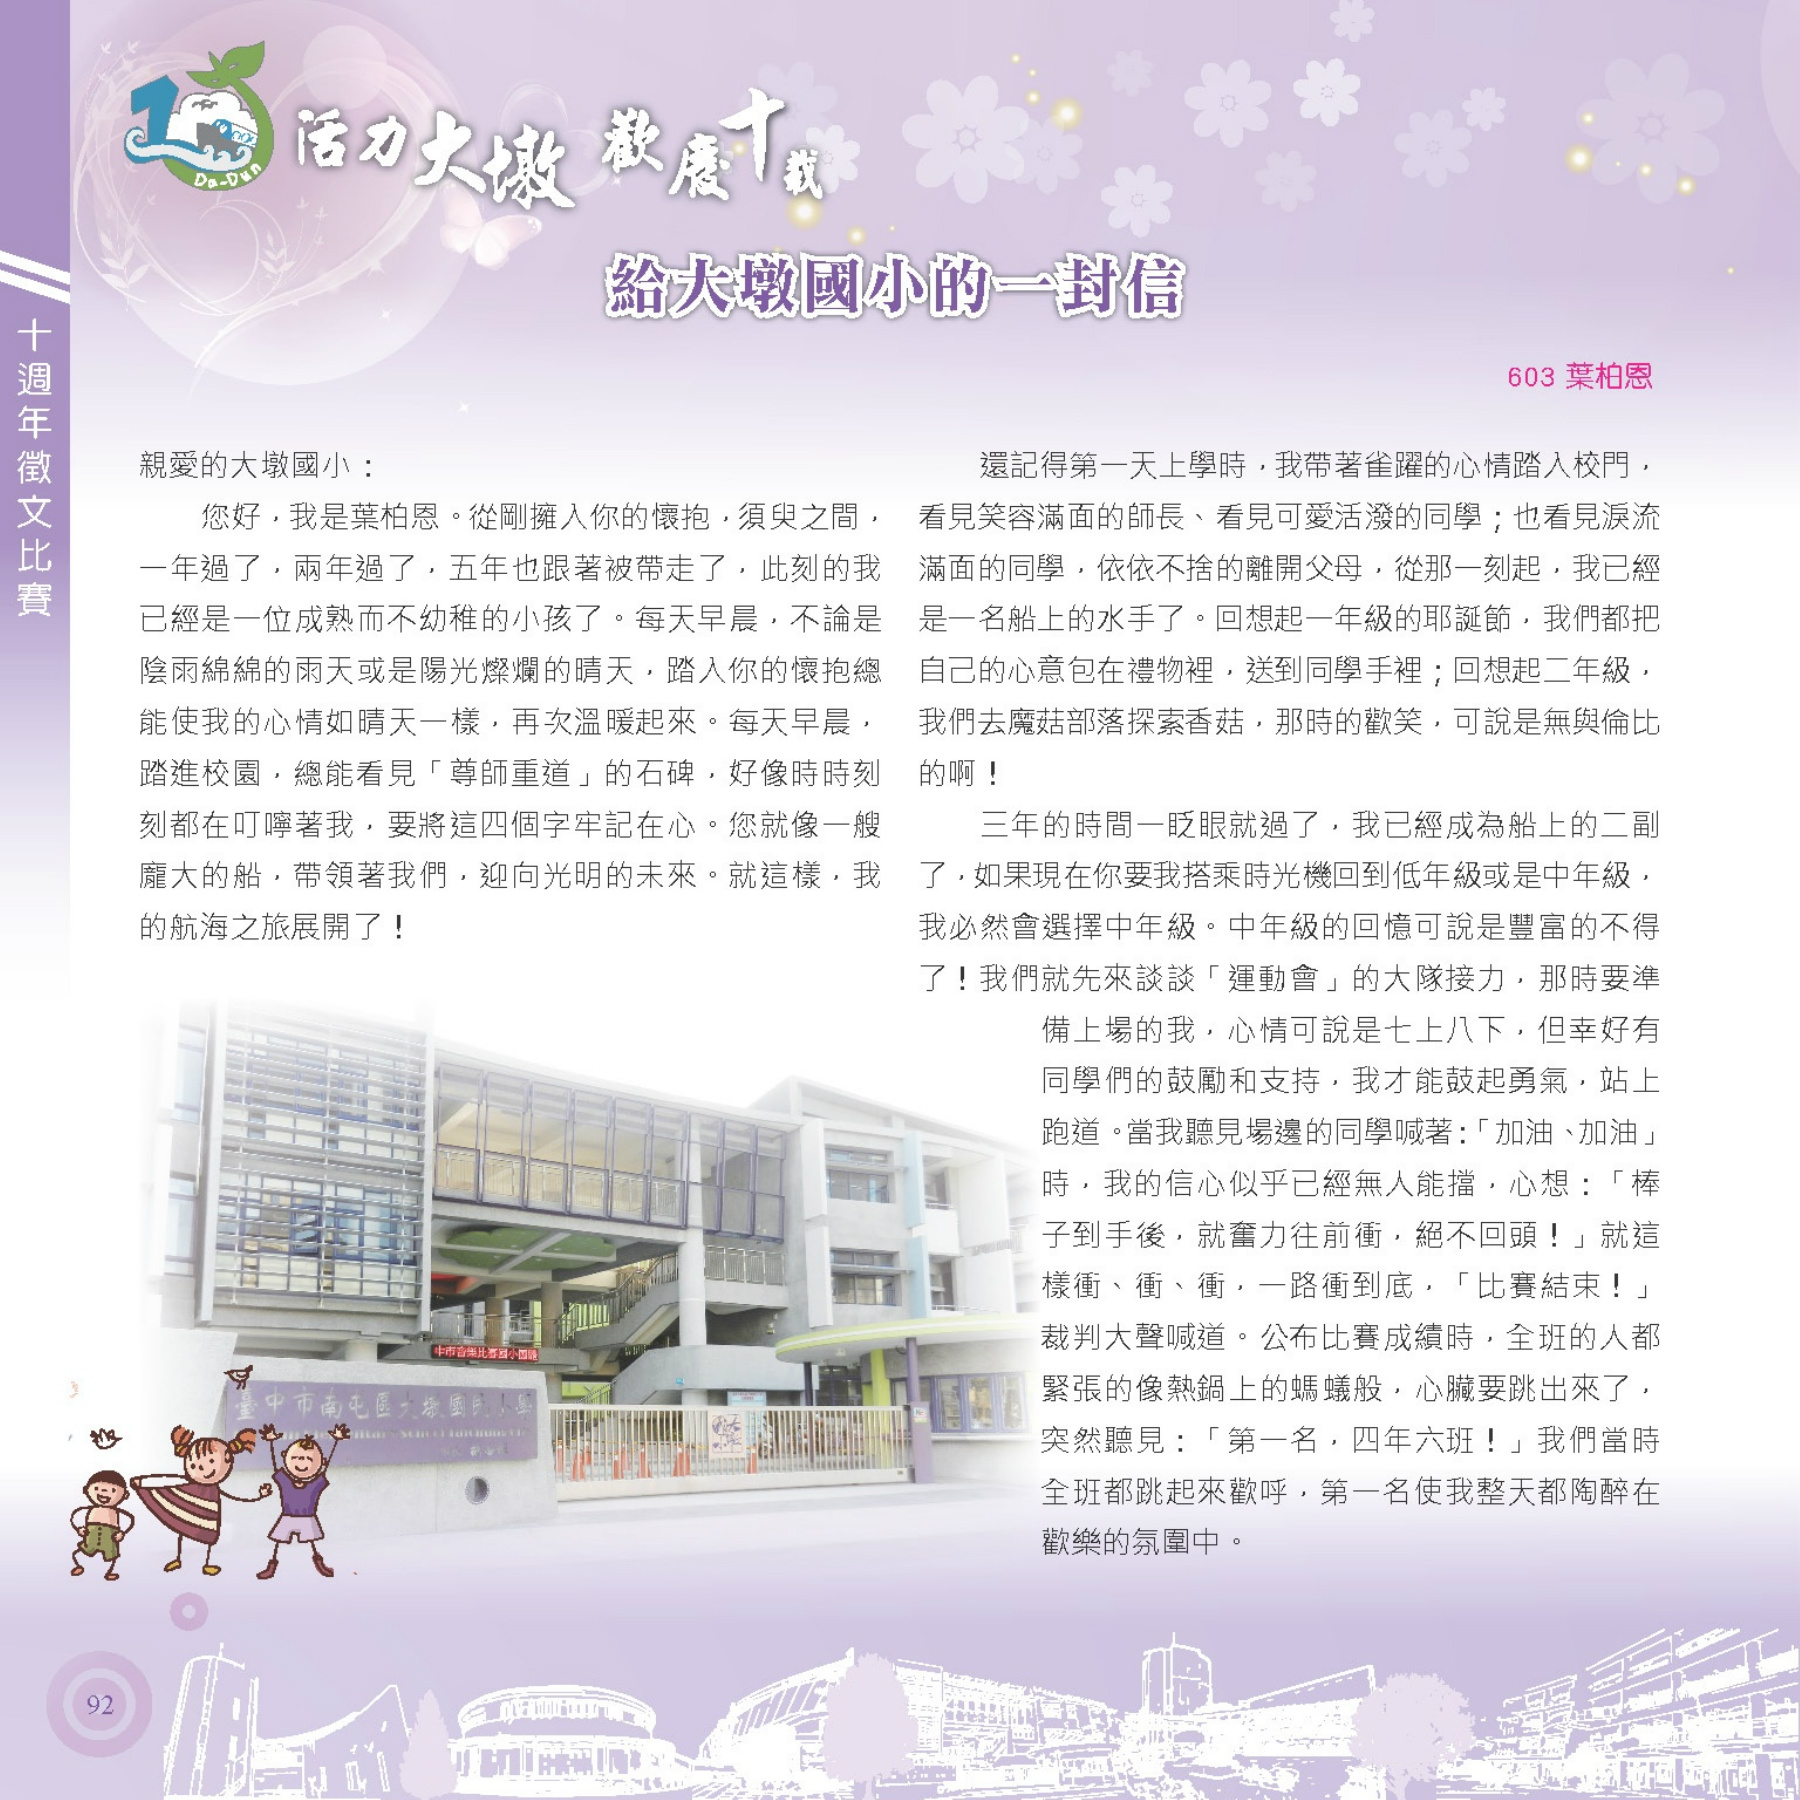 Da-Dun
活力大墩 歡慶十載
給大墩國小的一封信
十週年徵文比賽
603 葉柏恩
親愛的大墩國小：
您好，我是葉柏恩。從剛擁入你的懷抱，須臾之間，
一年過了，兩年過了，五年也跟著被帶走了，此刻的我
已經是一位成熟而不幼稚的小孩了。每天早晨，不論是
陰雨綿綿的雨天或是陽光燦爛的晴天，踏入你的懷抱總
能使我的心情如晴天一樣，再次溫暖起來。每天早晨，
踏進校園，總能看見「尊師重道」的石碑，好像時時刻
刻都在叮嚀著我，要將這四個字牢記在心。您就像一艘
龐大的船，帶領著我們，迎向光明的未來。就這樣，我
的航海之旅展開了！
還記得第一天上學時，我帶著雀躍的心情踏入校門，
看見笑容滿面的師長、看見可愛活潑的同學；也看見淚流
滿面的同學，依依不捨的離開父母，從那一刻起，我已經
是一名船上的水手了。回想起一年級的耶誕節，我們都把
自己的心意包在禮物裡，送到同學手裡；回想起二年級，
我們去魔菇部落探索香菇，那時的歡笑，可說是無與倫比
的啊！
三年的時間一眨眼就過了，我已經成為船上的二副
了，如果現在你要我搭乘時光機回到低年級或是中年級，
我必然會選擇中年級。中年級的回憶可說是豐富的不得
了！我們就先來談談「運動會」的大隊接力，那時要準
備上場的我，心情可說是七上八下，但幸好有
同學們的鼓勵和支持，我才能鼓起勇氣，站上
跑道。當我聽見場邊的同學喊著：「加油、加油」
時，我的信心似乎已經無人能擋，心想：「棒
子到手後，就奮力往前衝，絕不回頭！」就這
樣衝、衝、衝，一路衝到底，「比賽結束！」
裁判大聲喊道。公布比賽成績時，全班的人都
緊張的像熱鍋上的螞蟻般，心臟要跳出來了，
突然聽見：「第一名，四年六班！」我們當時
全班都跳起來歡呼，第一名使我整天都陶醉在
歡樂的氛圍中。
中市音樂比賽國小國樂
臺中市南屯區大墩國民小學
92